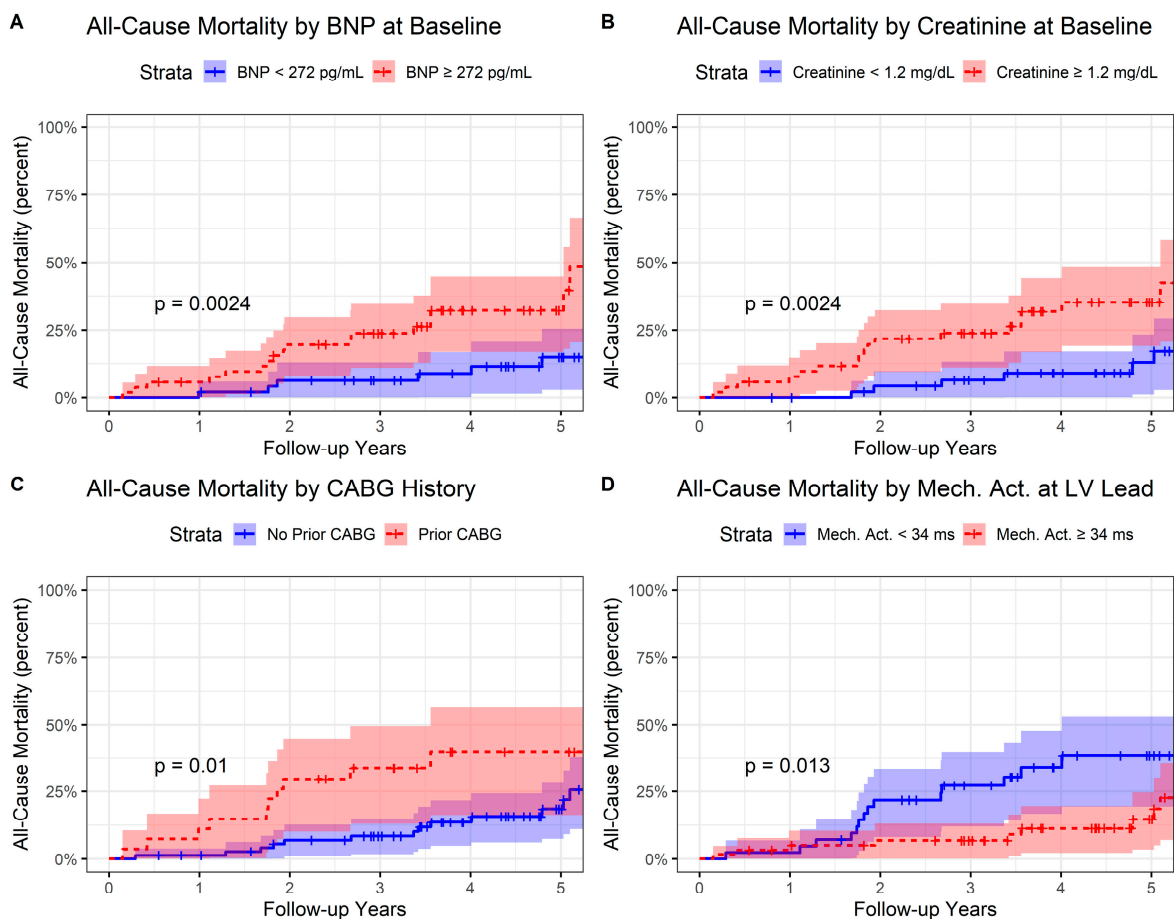 A All-Cause Mortality by BNP at Baseline
Strata BNP < 272 pg/mL BNP ≥ 272 pg/mL
All-Cause Mortality (percent)
100%
75%
50%
25%
0%
p = 0.0024
0 1 2 3 4 5
Follow-up Years
B All-Cause Mortality by Creatinine at Baseline
Strata Creatinine < 1.2 mg/dL Creatinine ≥ 1.2 mg/dL
All-Cause Mortality (percent)
100%
75%
50%
25%
0%
p = 0.0024
0 1 2 3 4 5
Follow-up Years
C All-Cause Mortality by CABG History
Strata No Prior CABG Prior CABG
All-Cause Mortality (percent)
100%
75%
50%
25%
0%
p = 0.01
0 1 2 3 4 5
Follow-up Years
D All-Cause Mortality by Mech. Act. at LV Lead
Strata Mech. Act. < 34 ms Mech. Act. ≥ 34 ms
All-Cause Mortality (percent)
100%
75%
50%
25%
0%
p = 0.013
0 1 2 3 4 5
Follow-up Years